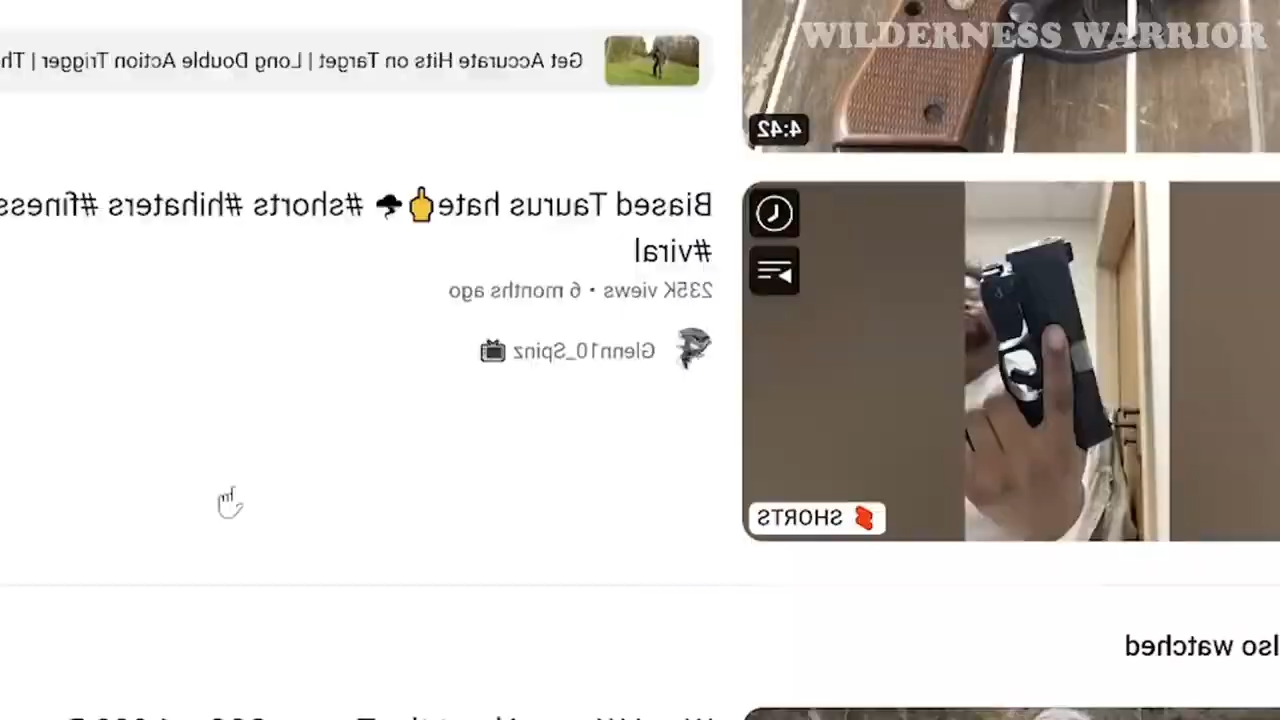 WILDERNESS WARRIOR
Get Accurate Hits on Target | Long Double Action Trigger | Th
4:42
Biased Taurus hate🖕🌪 #shorts #hihaters #finess
#viral
235K views • 6 months ago
Glenn10_Spinz 📺
SHORTS
lso watched